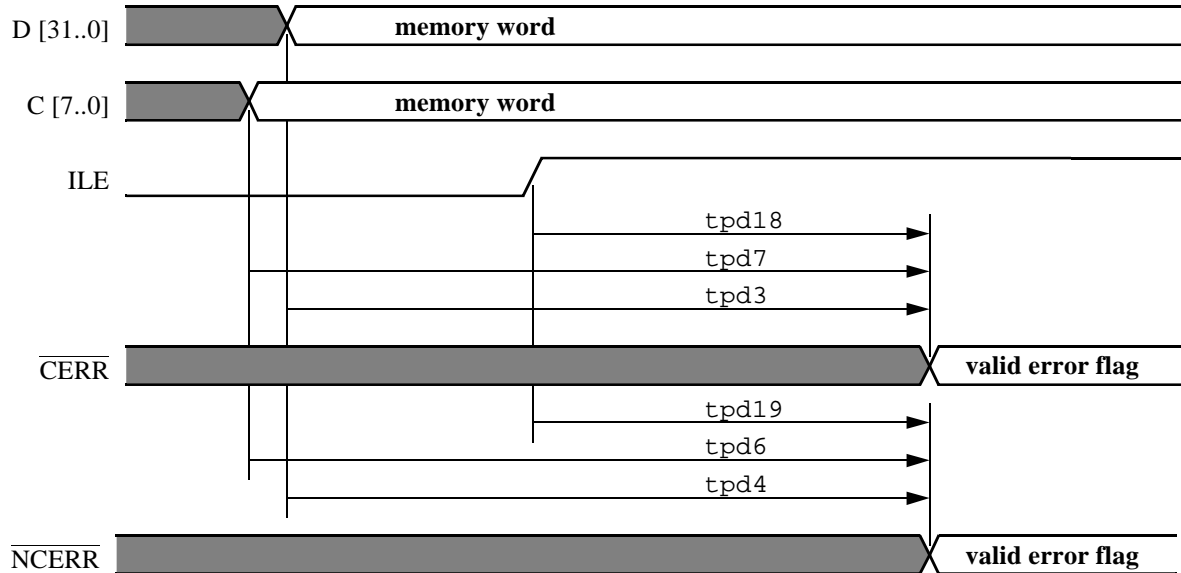 D [31..0] memory word
C [7..0] memory word
ILE
tpd18
tpd7
tpd3
CERR valid error flag
tpd19
tpd6
tpd4
NCERR valid error flag